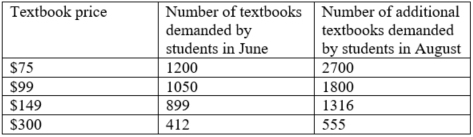 Textbook price Number of textbooks Number of additional
demanded by textbooks demanded
students in June by students in August
$75 1200 2700
$99 1050 1800
$149 899 1316
$300 412 555